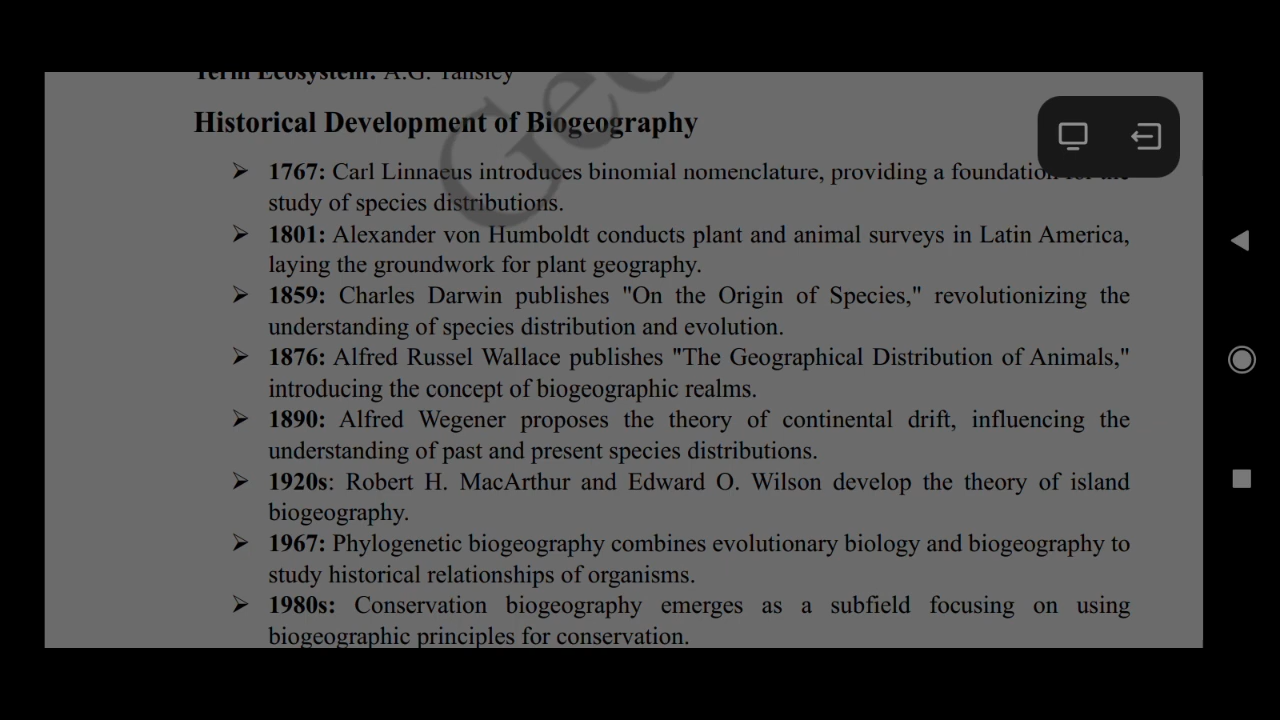 Term Ecosystem: A.G. Tansley
Historical Development of Biogeography
➢ 1767: Carl Linnaeus introduces binomial nomenclature, providing a foundation for the
study of species distributions.
➢ 1801: Alexander von Humboldt conducts plant and animal surveys in Latin America,
laying the groundwork for plant geography.
➢ 1859: Charles Darwin publishes "On the Origin of Species," revolutionizing the
understanding of species distribution and evolution.
➢ 1876: Alfred Russel Wallace publishes "The Geographical Distribution of Animals,"
introducing the concept of biogeographic realms.
➢ 1890: Alfred Wegener proposes the theory of continental drift, influencing the
understanding of past and present species distributions.
➢ 1920s: Robert H. MacArthur and Edward O. Wilson develop the theory of island
biogeography.
➢ 1967: Phylogenetic biogeography combines evolutionary biology and biogeography to
study historical relationships of organisms.
➢ 1980s: Conservation biogeography emerges as a subfield focusing on using
biogeographic principles for conservation.